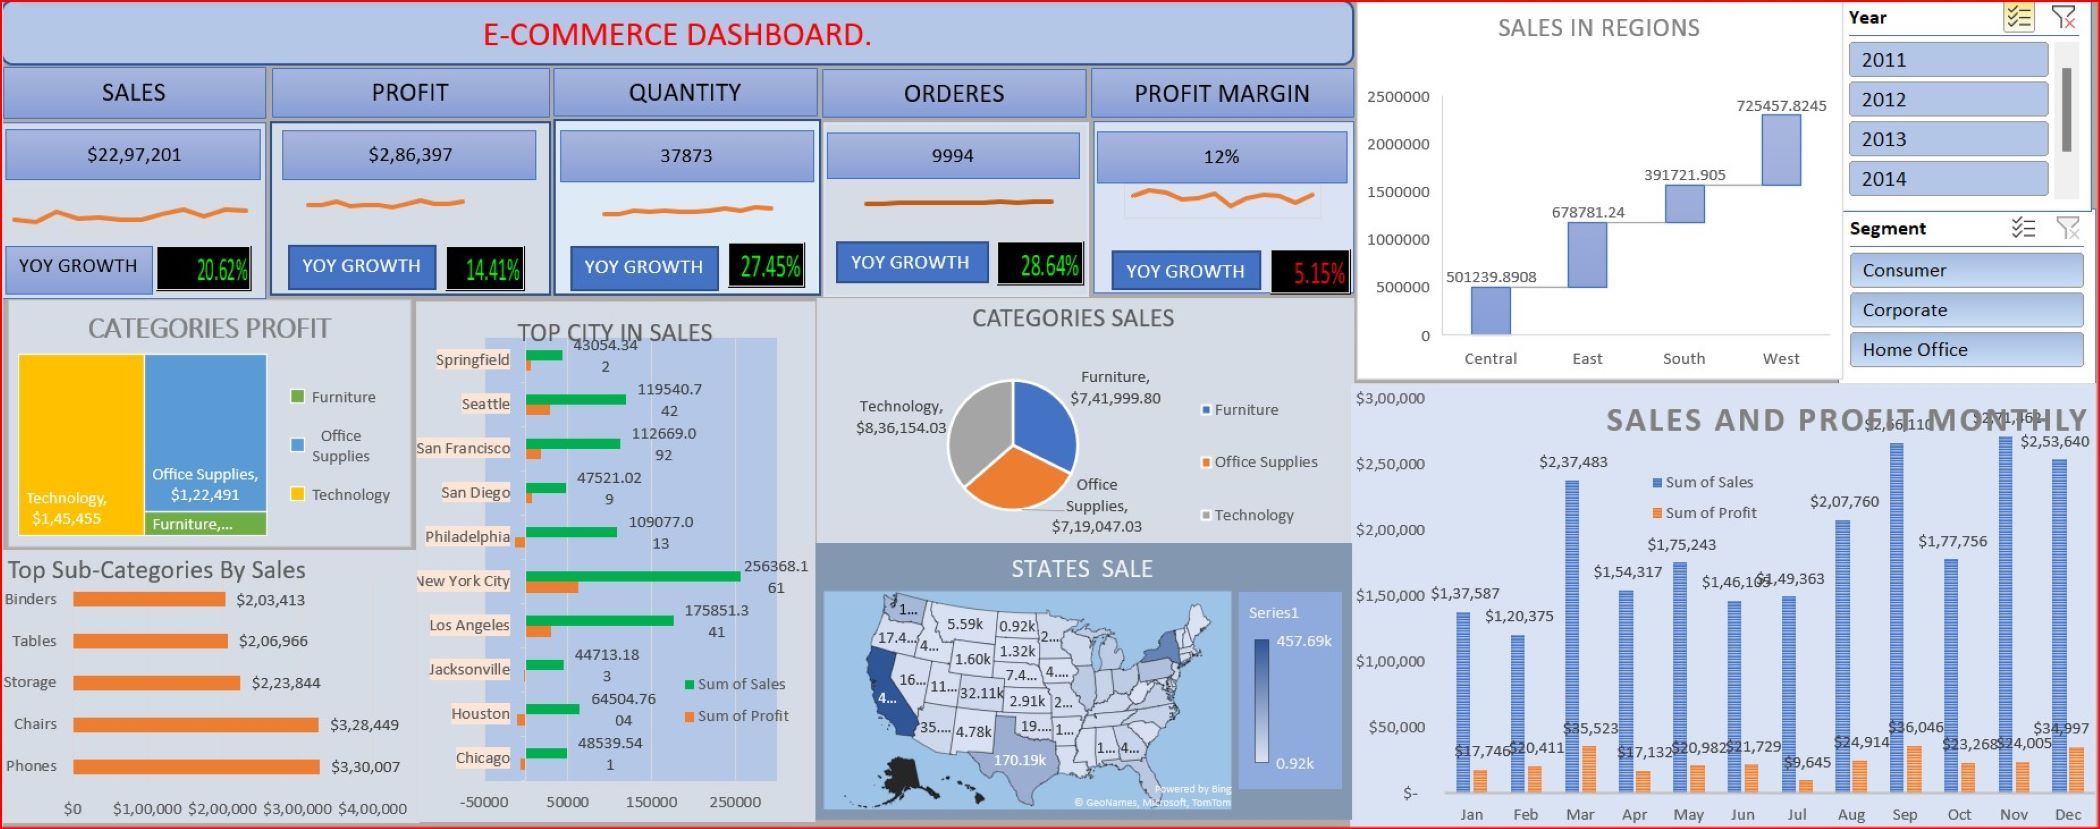 E-COMMERCE DASHBOARD.
SALES
PROFIT
QUANTITY
ORDERES
PROFIT MARGIN
$22,97,201
$2,86,397
37873
9994
12%
YOY GROWTH
20.62%
YOY GROWTH
14.41%
YOY GROWTH
27.45%
YOY GROWTH
28.64%
YOY GROWTH
5.15%
SALES IN REGIONS
2500000
2000000
1500000
1000000
500000
0
501239.8908
678781.24
391721.905
725457.8245
Central
East
South
West
Year
2011
2012
2013
2014
Segment
Consumer
Corporate
Home Office
CATEGORIES PROFIT
Technology,
$1,45,455
Office Supplies,
$1,22,491
Furniture,...
Furniture
Office
Supplies
Technology
Top Sub-Categories By Sales
Binders
$2,03,413
Tables
$2,06,966
Storage
$2,23,844
Chairs
$3,28,449
Phones
$3,30,007
$0
$1,00,000
$2,00,000
$3,00,000
$4,00,000
TOP CITY IN SALES
Springfield
43054.34
2
Seattle
119540.7
42
San Francisco
112669.0
92
San Diego
47521.02
9
Philadelphia
109077.0
13
New York City
256368.1
61
Los Angeles
175851.3
41
Jacksonville
44713.18
3
Houston
64504.76
04
Chicago
48539.54
1
Sum of Sales
Sum of Profit
-50000
50000
150000
250000
CATEGORIES SALES
Furniture,
$7,41,999.80
Technology,
$8,36,154.03
Office
Supplies,
$7,19,047.03
Furniture
Office Supplies
Technology
STATES SALE
1...
5.59k
0.92k
2...
17.4...
4...
1.60k
1.32k
7.4...
4....
4...
16...
11...
32.11k
2.91k
2...
35....
4.78k
19....
1...
1...
4...
170.19k
Powered by Bing
© GeoNames, Microsoft, TomTom
Series1
457.69k
0.92k
SALES AND PROFIT MONTHLY
$3,00,000
$2,50,000
$2,00,000
$1,50,000
$1,00,000
$50,000
$-
Sum of Sales
Sum of Profit
$1,37,587
$1,20,375
$2,37,483
$1,54,317
$1,75,243
$1,49,363
$2,07,760
$1,77,756
$2,53,640
$17,746
$20,411
$35,523
$17,132
$20,982
$21,729
$9,645
$24,914
$36,046
$23,268
$24,005
$34,997
Jan
Feb
Mar
Apr
May
Jun
Jul
Aug
Sep
Oct
Nov
Dec